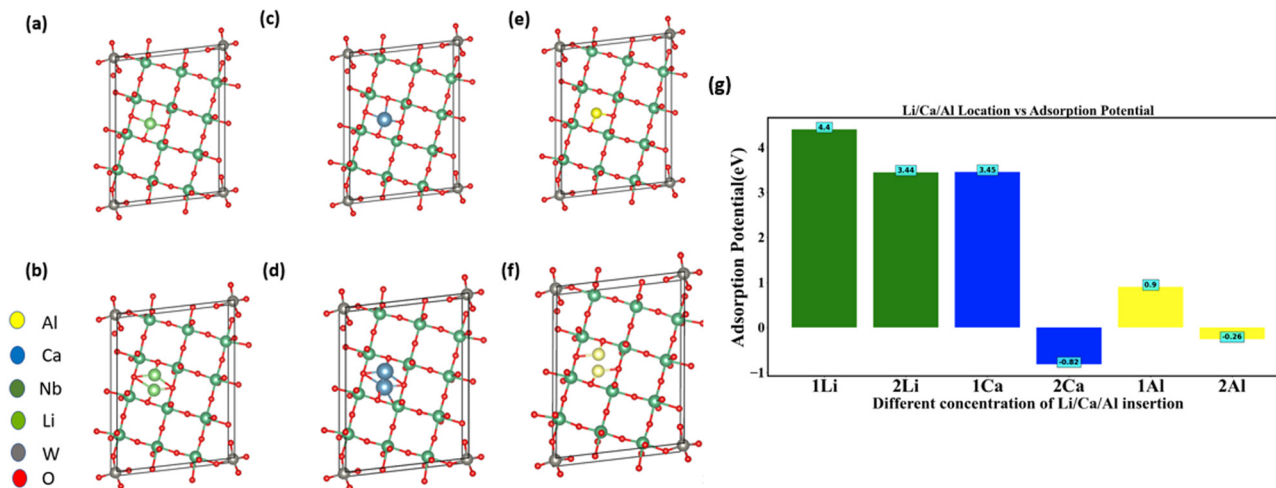 (a)
(c)
(e)
(b)
(d)
(f)
Al
Ca
Nb
Li
W
O
(g)
Li/Ca/Al Location vs Adsorption Potential
Adsorption Potential(eV)
4
3
2
1
0
−1
4.4
3.44
3.45
-0.82
0.9
-0.26
1Li 2Li 1Ca 2Ca 1Al 2Al
Different concentration of Li/Ca/Al insertion